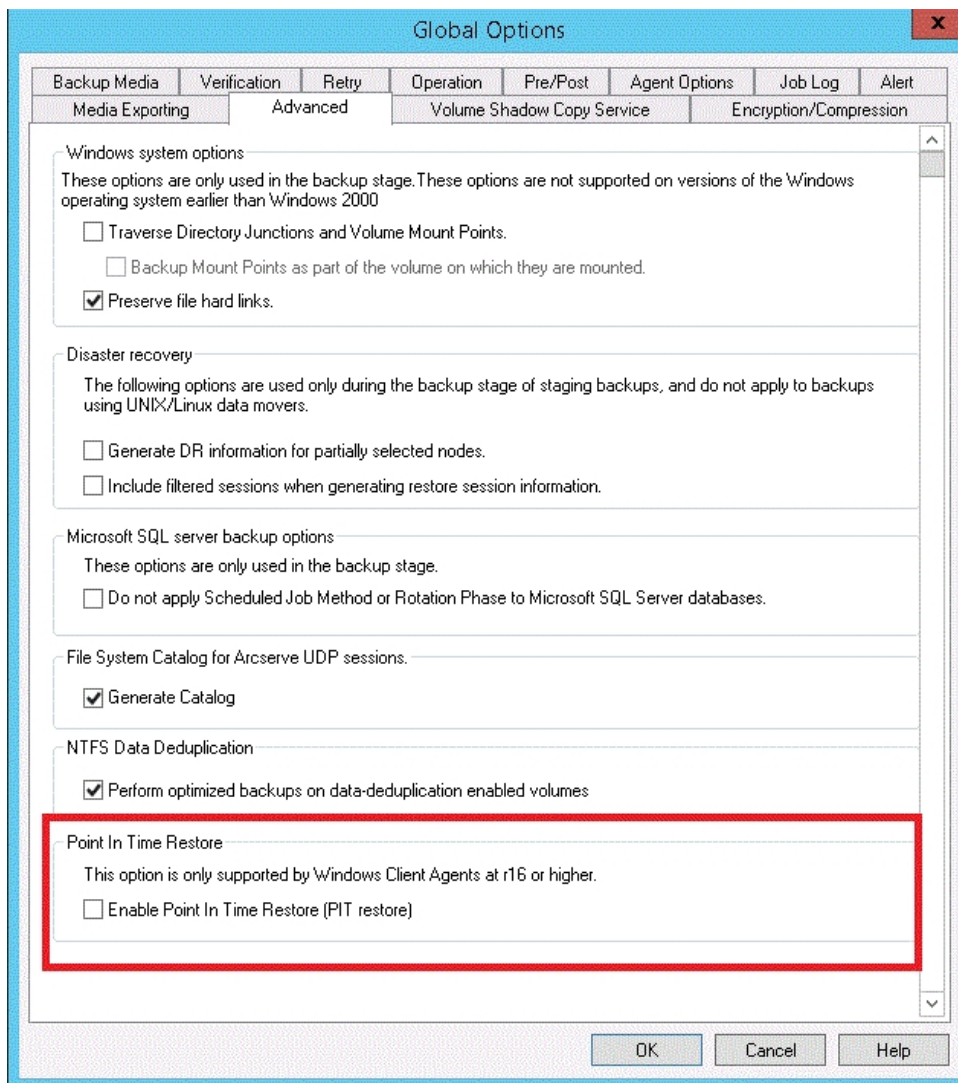 Global Options
x
Backup Media
Verification
Retry
Operation
Pre/Post
Agent Options
Job Log
Alert
Media Exporting
Advanced
Volume Shadow Copy Service
Encryption/Compression
Windows system options
These options are only used in the backup stage.These options are not supported on versions of the Windows
operating system earlier than Windows 2000
Traverse Directory Junctions and Volume Mount Points.
Backup Mount Points as part of the volume on which they are mounted.
Preserve file hard links.
Disaster recovery
The following options are used only during the backup stage of staging backups, and do not apply to backups
using UNIX/Linux data movers.
Generate DR information for partially selected nodes.
Include filtered sessions when generating restore session information.
Microsoft SQL server backup options
These options are only used in the backup stage.
Do not apply Scheduled Job Method or Rotation Phase to Microsoft SQL Server databases.
File System Catalog for Arcserve UDP sessions.
Generate Catalog
NTFS Data Deduplication
Perform optimized backups on data-deduplication enabled volumes
Point In Time Restore
This option is only supported by Windows Client Agents at r16 or higher.
Enable Point In Time Restore (PIT restore)
OK
Cancel
Help